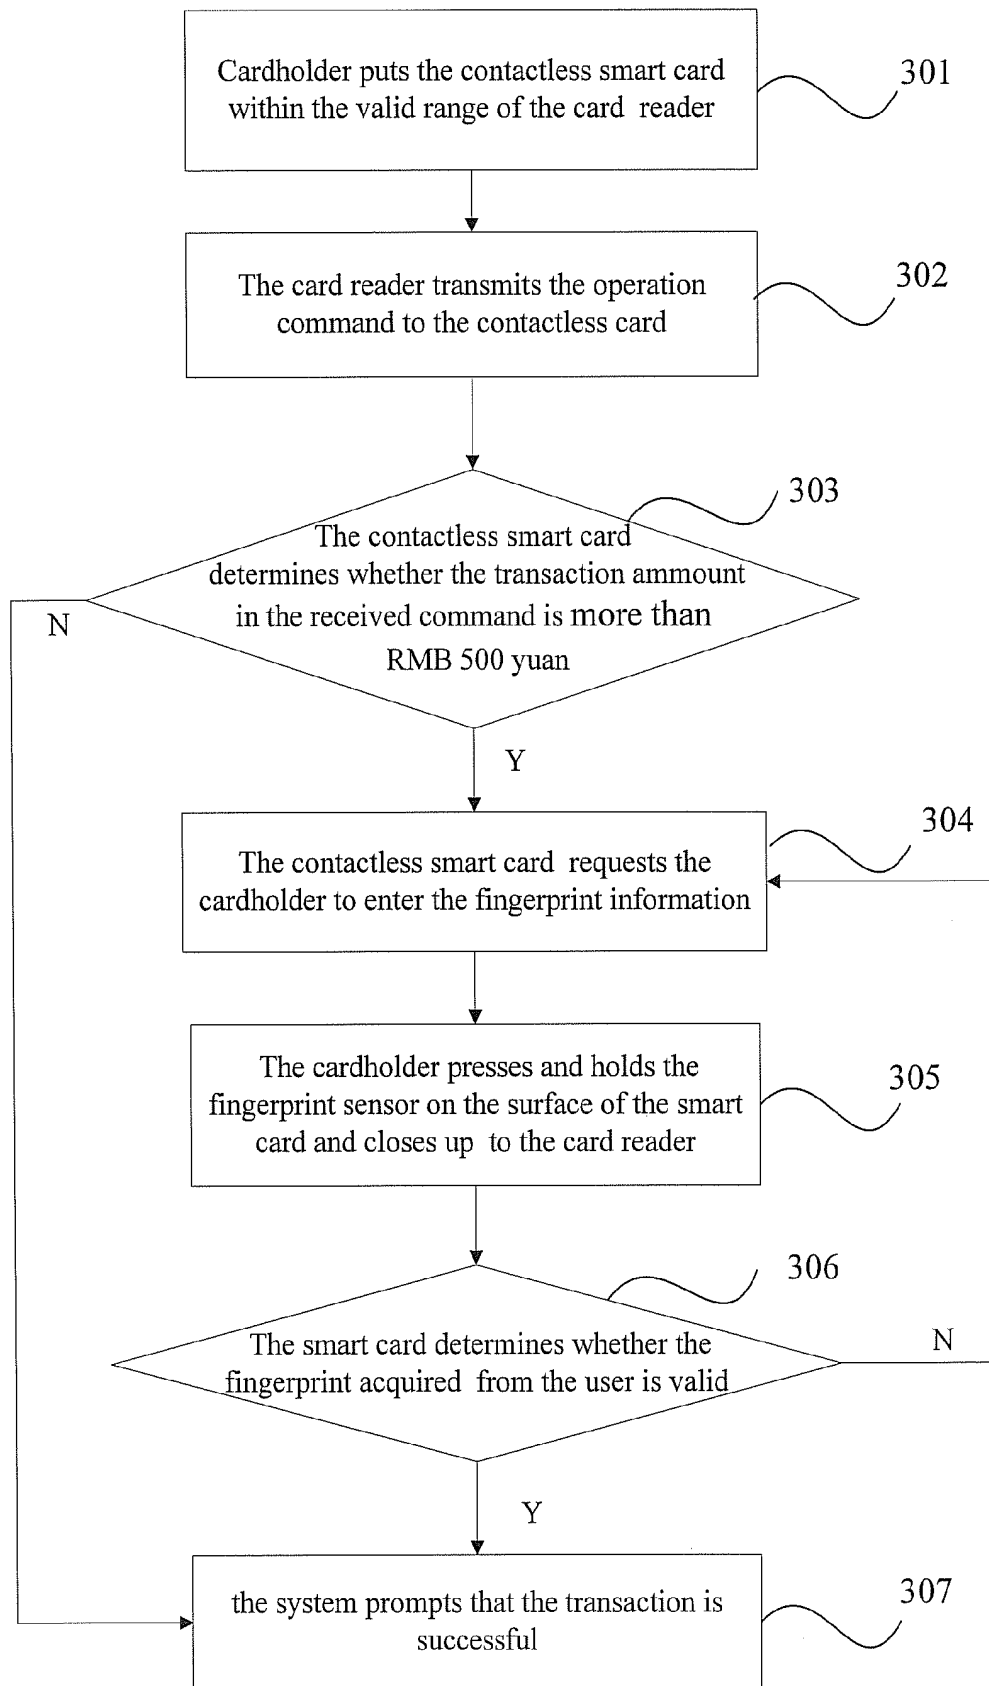 Cardholder puts the contactless smart card
within the valid range of the card reader
301
The card reader transmits the operation
command to the contactless card
302
303
The contactless smart card
determines whether the transaction ammount
in the received command is more than
RMB 500 yuan
N
Y
304
The contactless smart card requests the
cardholder to enter the fingerprint information
The cardholder presses and holds the
fingerprint sensor on the surface of the smart
card and closes up to the card reader
305
306
The smart card determines whether the
fingerprint acquired from the user is valid
N
Y
the system prompts that the transaction is
successful
307